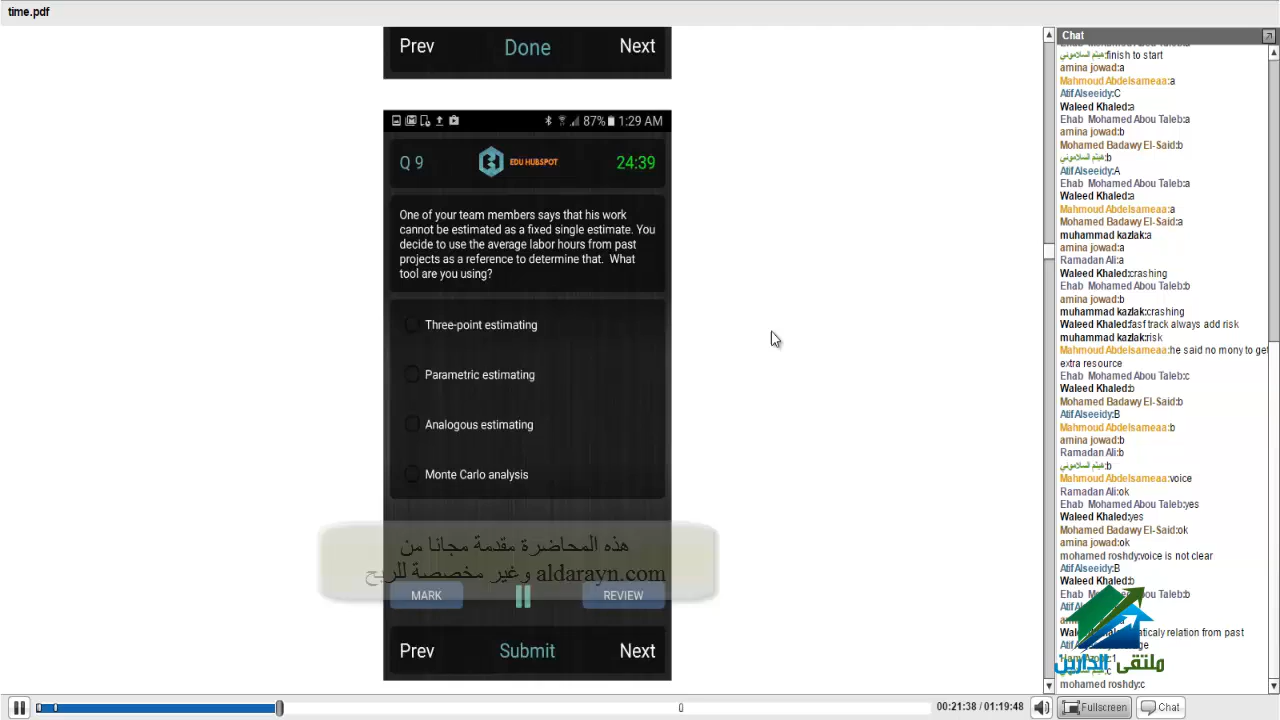 time.pdf
Prev Done Next
87% 1:29 AM
Q 9 EDU HUBSPOT 24:39
One of your team members says that his work
cannot be estimated as a fixed single estimate. You
decide to use the average labor hours from past
projects as a reference to determine that. What
tool are you using?
Three-point estimating
Parametric estimating
Analogous estimating
Monte Carlo analysis
هذه المحاضرة مقدمة مجانا من
aldarayn.com وغير مخصصة للربح
MARK REVIEW
Prev Submit Next
Chat
هيثم السلاموني:finish to start
amina jowad:a
Mahmoud Abdelsameaa:a
Atif Alseeidy:C
Waleed Khaled:a
Ehab Mohamed Abou Taleb:a
amina jowad:b
Mohamed Badawy El-Said:b
هيثم السلاموني:b
Atif Alseeidy:A
Ehab Mohamed Abou Taleb:a
Waleed Khaled:a
Mahmoud Abdelsameaa:a
Mohamed Badawy El-Said:a
muhammad kazlak:a
amina jowad:a
Ramadan Ali:a
Waleed Khaled:crashing
Ehab Mohamed Abou Taleb:b
amina jowad:b
muhammad kazlak:crashing
Waleed Khaled:fasf track always add risk
muhammad kazlak:risk
Mahmoud Abdelsameaa:he said no mony to get
extra resource
Ehab Mohamed Abou Taleb:c
Waleed Khaled:b
Mohamed Badawy El-Said:b
Atif Alseeidy:B
Mahmoud Abdelsameaa:b
amina jowad:b
Ramadan Ali:b
هيثم السلاموني:b
Mahmoud Abdelsameaa:voice
Ramadan Ali:ok
Ehab Mohamed Abou Taleb:yes
Waleed Khaled:yes
Mohamed Badawy El-Said:ok
amina jowad:ok
mohamed roshdy:voice is not clear
Atif Alseeidy:B
Waleed Khaled:b
Ehab Mohamed Abou Taleb:b
relation from past
ملتقى الدارين
mohamed roshdy:c
00:21:38 / 01:19:48 Fullscreen Chat